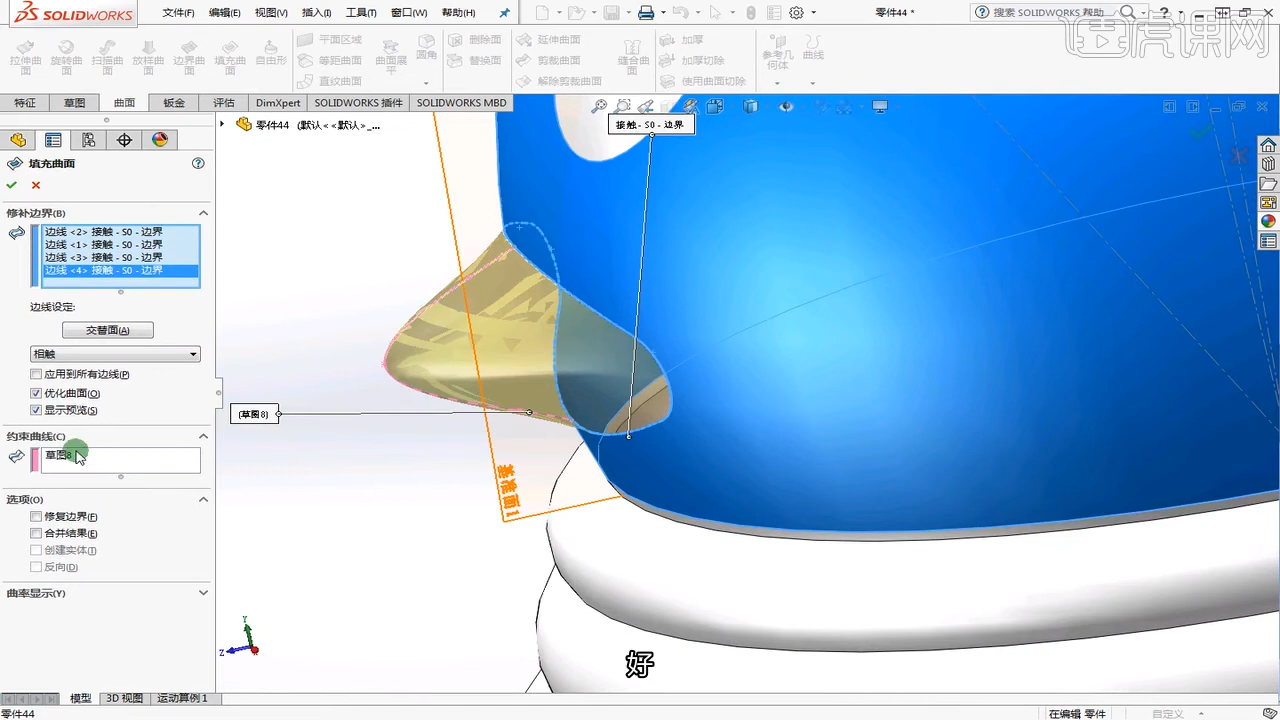 SOLIDWORKS
文件(F) 编辑(E) 视图(V) 插入(I) 工具(T) 窗口(W) 帮助(H)
零件44 *
搜索 SOLIDWORKS 帮助
虎课网
拉伸曲面 旋转曲面 扫描曲面 放样曲面 边界曲面 填充曲面 自由形
平面区域
等距曲面
直纹曲面
曲面展平 圆角
删除面
替换面
延伸曲面
剪裁曲面
解除剪裁曲面
缝合曲面
加厚
加厚切除
使用曲面切除
参考几何体 曲线
特征 草图 曲面 钣金 评估 DimXpert SOLIDWORKS 插件 SOLIDWORKS MBD
零件44 (默认<<默认>_...
接触 - S0 - 边界
填充曲面
修补边界(B)
边线 <2> 接触 - S0 - 边界
边线 <1> 接触 - S0 - 边界
边线 <3> 接触 - S0 - 边界
边线 <4> 接触 - S0 - 边界
边线设定:
交替面(A)
相触
应用到所有边线(P)
优化曲面(O)
显示预览(S)
(草图8)
约束曲线(C)
草图8
基准面1
选项(O)
修复边界(F)
合并结果(E)
创建实体(T)
反向(D)
曲率显示(Y)
Y
Z
好
模型 3D 视图 运动算例 1
零件44
在编辑 零件
自定义